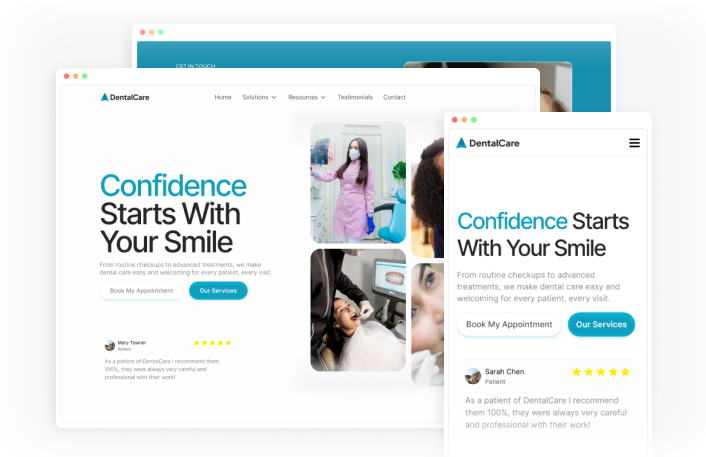 GET IN TOUCH
DentalCare
Home Solutions Resources Testimonials Contact
Confidence
Starts With
Your Smile
From routine checkups to advanced treatments, we make
dental care easy and welcoming for every patient, every visit.
Book My Appointment Our Services
Mary Towner
Patient
As a patient of DentalCare I recommend them
100%, they were always very careful and
professional with their work!
DentalCare
Confidence Starts
With Your Smile
From routine checkups to advanced
treatments, we make dental care easy and
welcoming for every patient, every visit.
Book My Appointment Our Services
Sarah Chen
Patient
As a patient of DentalCare I recommend
them 100%, they were always very careful
and professional with their work!